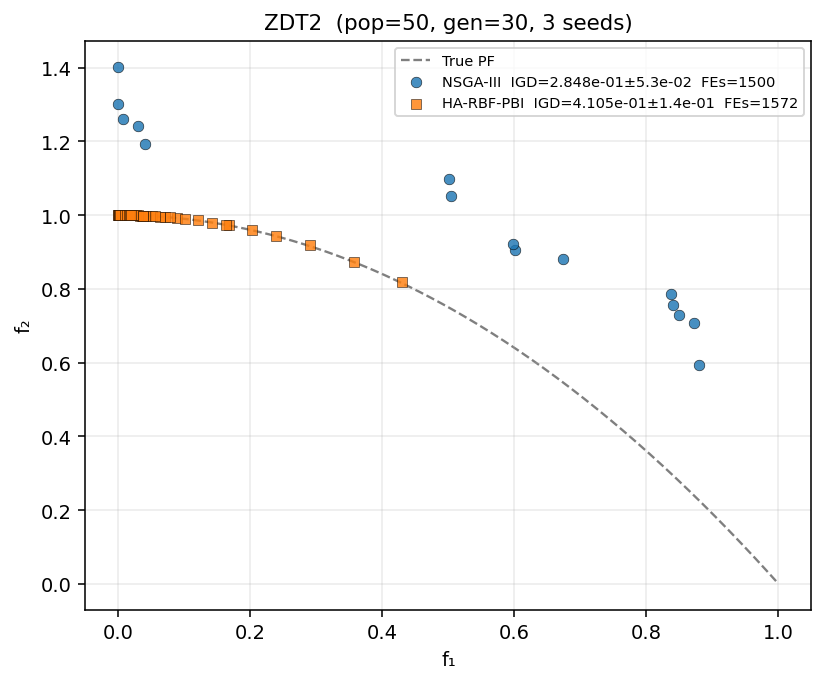 ZDT2  (pop=50, gen=30, 3 seeds)
True PF
NSGA-III  IGD=2.848e-01±5.3e-02  FEs=1500
HA-RBF-PBI  IGD=4.105e-01±1.4e-01  FEs=1572
1.4
1.2
1.0
0.8
0.6
0.4
0.2
0.0
f₂
0.0 0.2 0.4 0.6 0.8 1.0
f₁